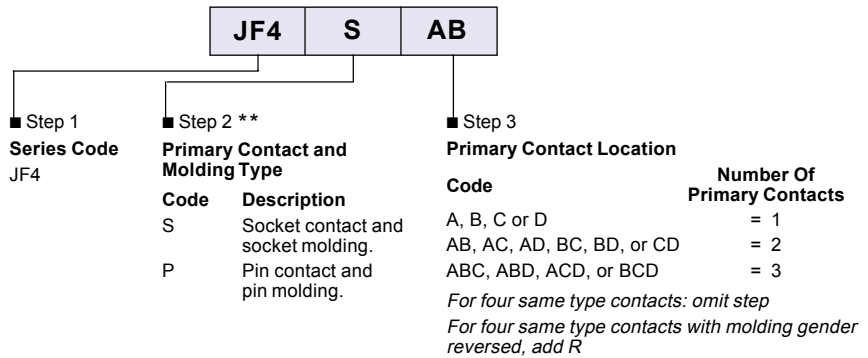 JF4 S AB
■ Step 1
Series Code
JF4
■ Step 2 **
Primary Contact and
Molding Type
Code Description
S Socket contact and
socket molding.
P Pin contact and
pin molding.
■ Step 3
Primary Contact Location
Code Number Of
Primary Contacts
A, B, C or D = 1
AB, AC, AD, BC, BD, or CD = 2
ABC, ABD, ACD, or BCD = 3
For four same type contacts: omit step
For four same type contacts with molding gender
reversed, add R